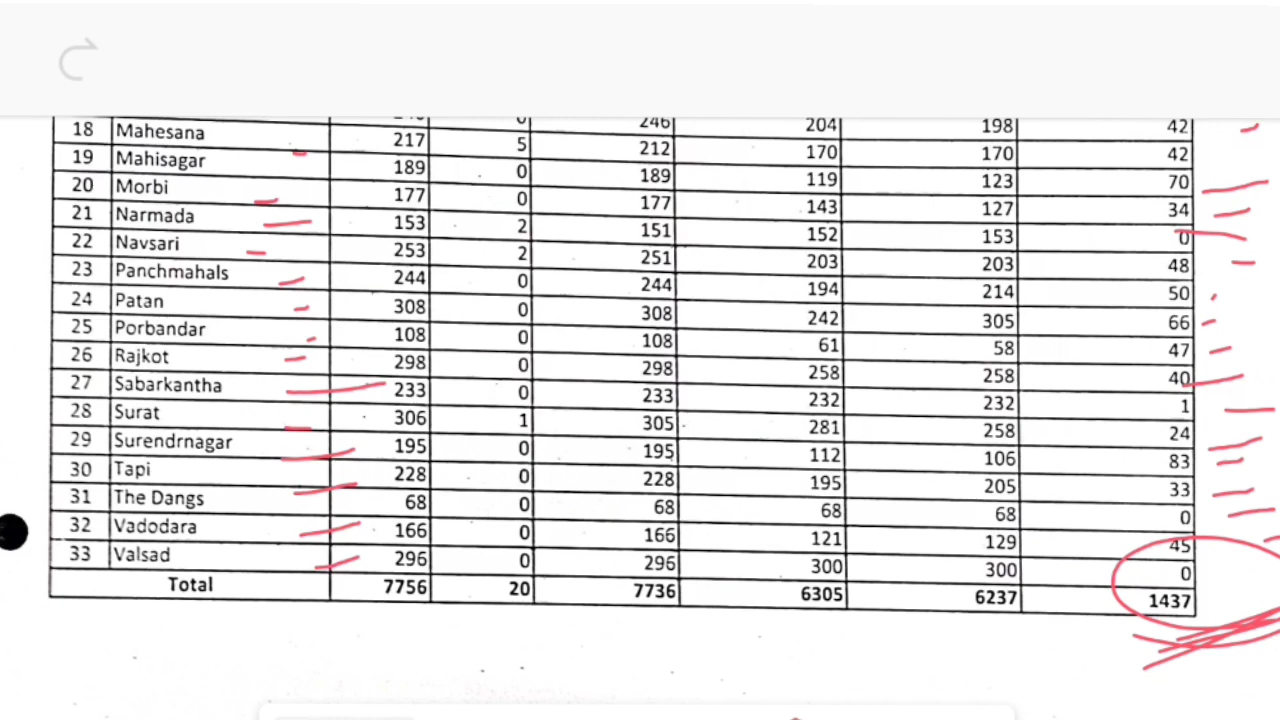 246 204 198 42
18 Mahesana 217 5 212 170 170 42
19 Mahisagar 189 0 189 119 123 70
20 Morbi 177 0 177 143 127 34
21 Narmada 153 2 151 152 153 0
22 Navsari 253 2 251 203 203 48
23 Panchmahals 244 0 244 194 214 50
24 Patan 308 0 308 242 305 66
25 Porbandar 108 0 108 61 58 47
26 Rajkot 298 0 298 258 258 40
27 Sabarkantha 233 0 233 232 232 1
28 Surat 306 1 305 281 258 24
29 Surendrnagar 195 0 195 112 106 83
30 Tapi 228 0 228 195 205 33
31 The Dangs 68 0 68 68 68 0
32 Vadodara 166 0 166 121 129 45
33 Valsad 296 0 296 300 300 0
Total 7756 20 7736 6305 6237 1437